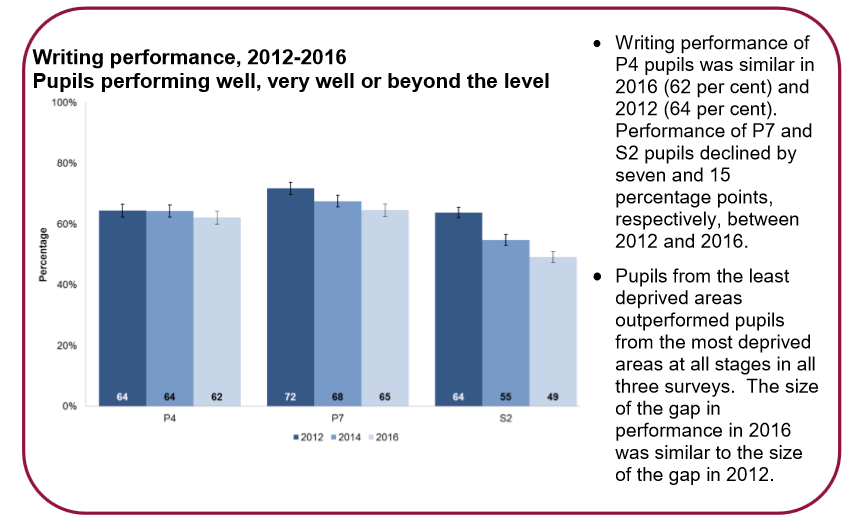 Writing performance, 2012-2016
Pupils performing well, very well or beyond the level
100%
80%
60%
40%
20%
0%
Percentage
64
64
62
72
68
65
64
55
49
P4
P7
S2
2012
2014
2016
• Writing performance of
P4 pupils was similar in
2016 (62 per cent) and
2012 (64 per cent).
Performance of P7 and
S2 pupils declined by
seven and 15
percentage points,
respectively, between
2012 and 2016.
• Pupils from the least
deprived areas
outperformed pupils
from the most deprived
areas at all stages in all
three surveys.  The size
of the gap in
performance in 2016
was similar to the size
of the gap in 2012.